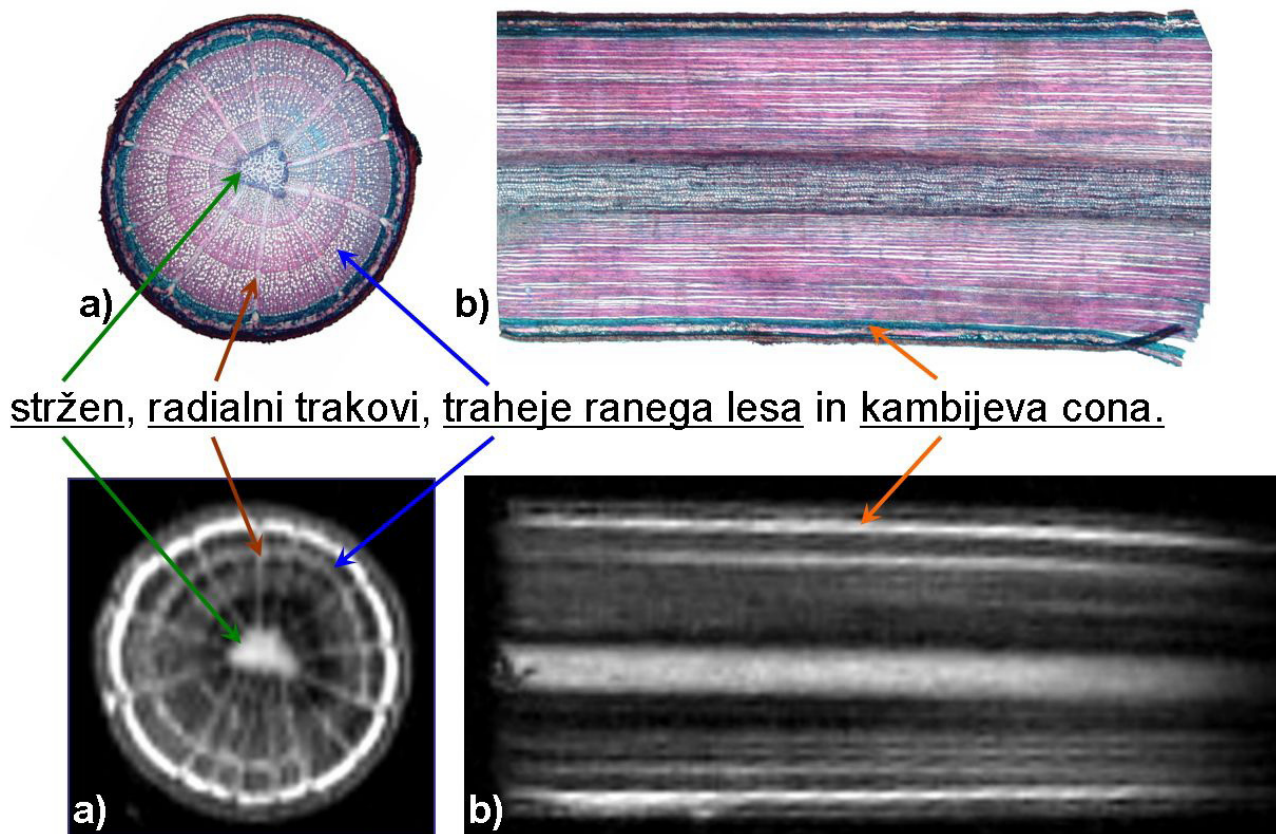 a)
b)
stržen, radialni trakovi, traheje ranega lesa in kambijeva cona.
a)
b)